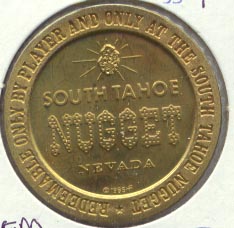 REDEEMABLE ONLY BY PLAYER AND ONLY AT THE SOUTH TAHOE NUGGET
SOUTH TAHOE
NUGGET
NEVADA